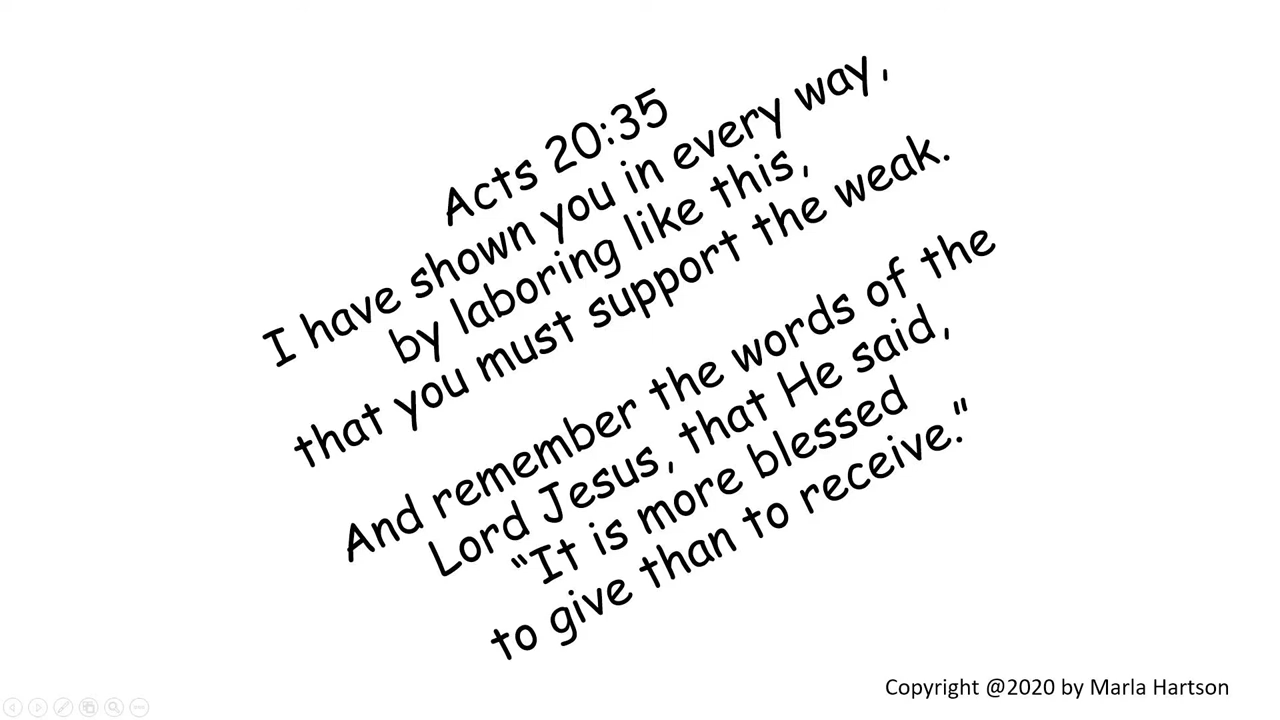 Acts 20:35
I have shown you in every way,
by laboring like this,
that you must support the weak.
And remember the words of the
Lord Jesus, that He said,
"It is more blessed
to give than to receive."
Copyright @2020 by Marla Hartson